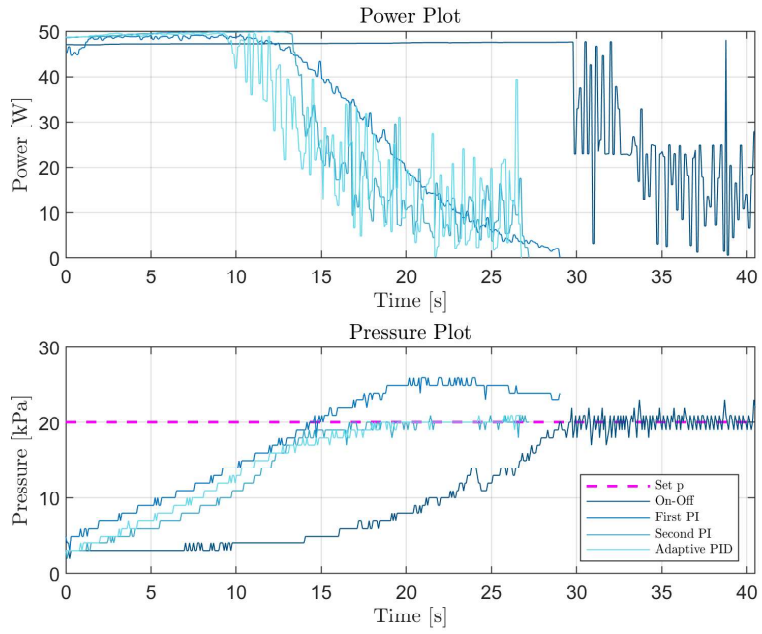 Power Plot
50
40
30
20
10
0
Power [W]
0 5 10 15 20 25 30 35 40
Time [s]
Pressure Plot
30
20
10
0
Pressure [kPa]
Set p
On-Off
First PI
Second PI
Adaptive PID
0 5 10 15 20 25 30 35 40
Time [s]